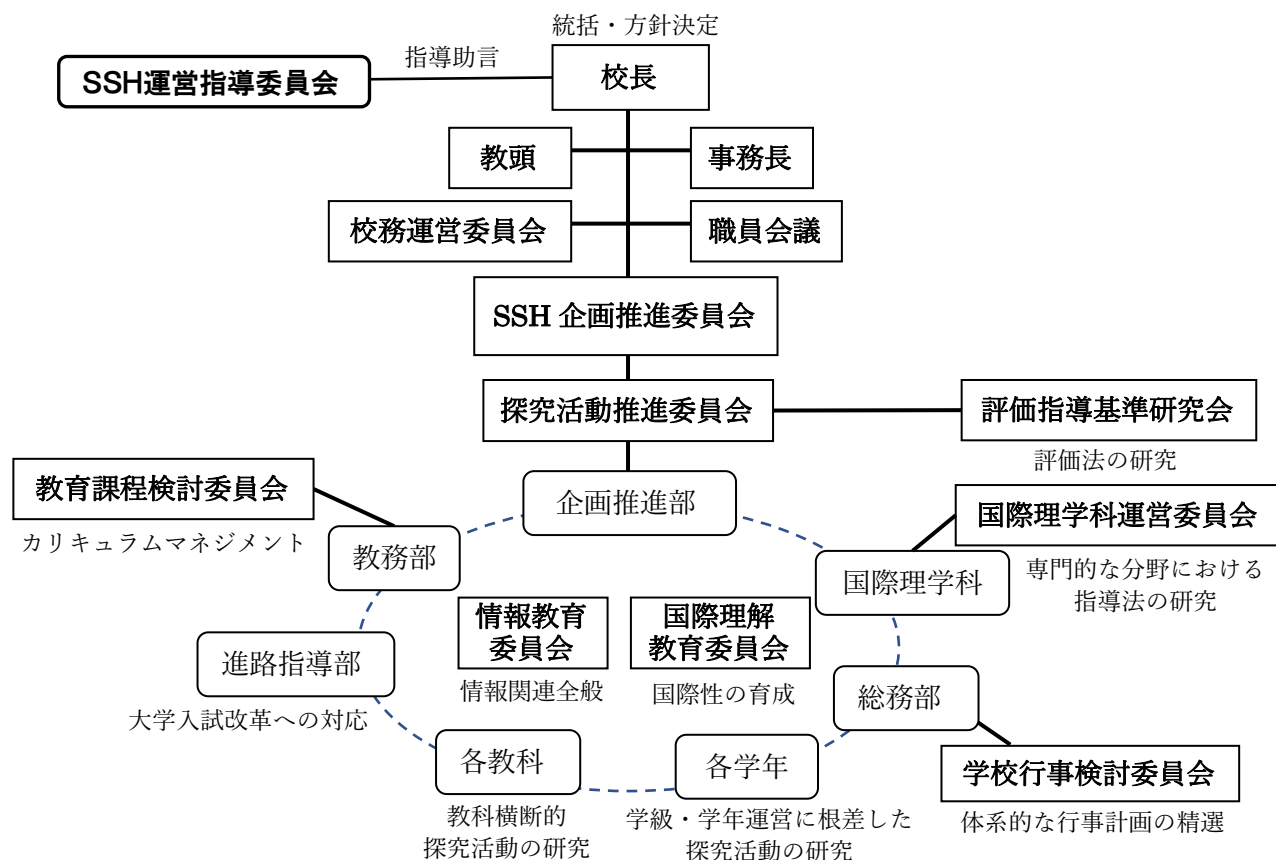 統括・方針決定
指導助言
SSH運営指導委員会
校長
教頭
事務長
校務運営委員会
職員会議
SSH 企画推進委員会
探究活動推進委員会
評価指導基準研究会
評価法の研究
教育課程検討委員会
カリキュラムマネジメント
企画推進部
国際理学科運営委員会
専門的な分野における
指導法の研究
教務部
国際理学科
情報教育
委員会
情報関連全般
国際理解
教育委員会
国際性の育成
進路指導部
大学入試改革への対応
総務部
各教科
教科横断的
探究活動の研究
各学年
学級・学年運営に根差した
探究活動の研究
学校行事検討委員会
体系的な行事計画の精選